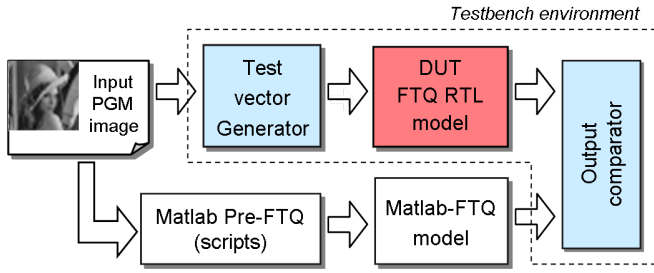 Testbench environment
Input
PGM
image
Test
vector
Generator
DUT
FTQ RTL
model
Output
comparator
Matlab Pre-FTQ
(scripts)
Matlab-FTQ
model